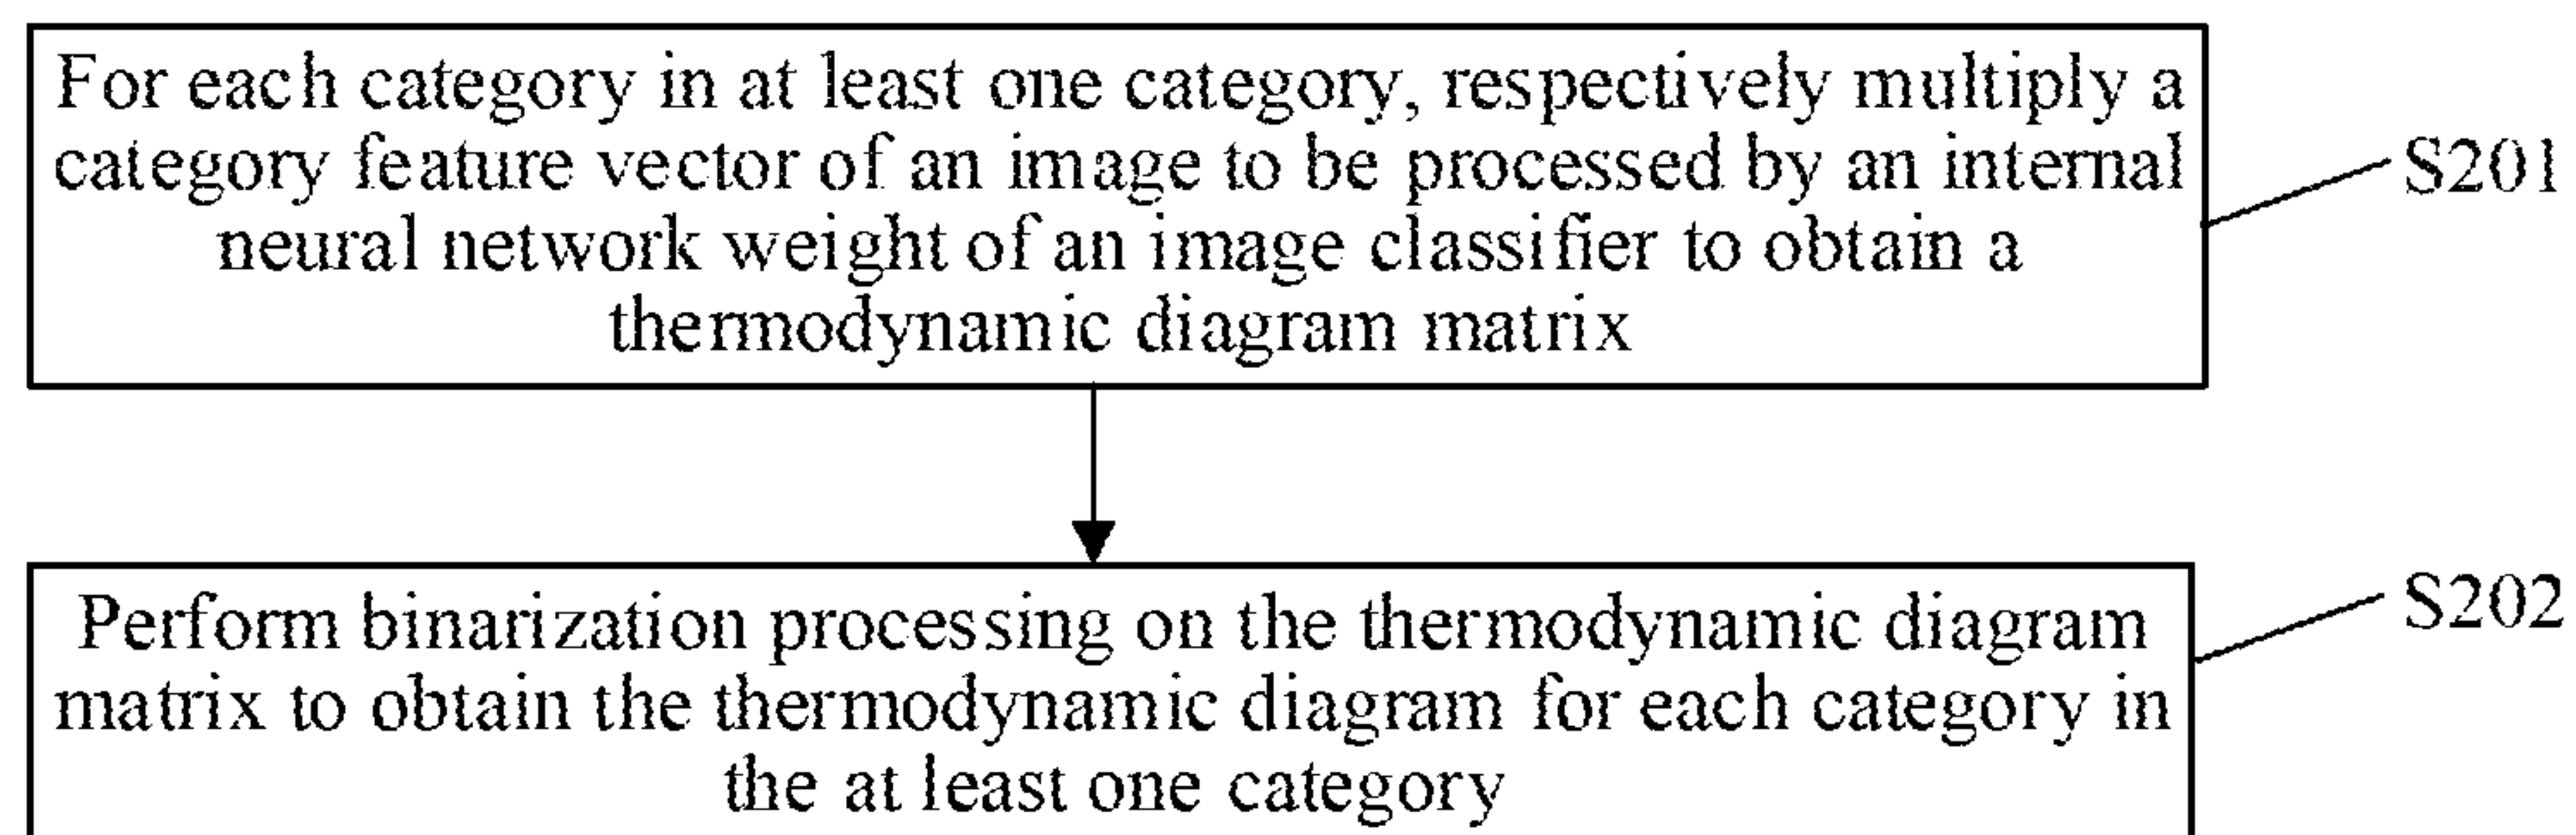 For each category in at least one category, respectively multiply a
category feature vector of an image to be processed by an internal
neural network weight of an image classifier to obtain a
thermodynamic diagram matrix
S201
Perform binarization processing on the thermodynamic diagram
matrix to obtain the thermodynamic diagram for each category in
the at least one category
S202